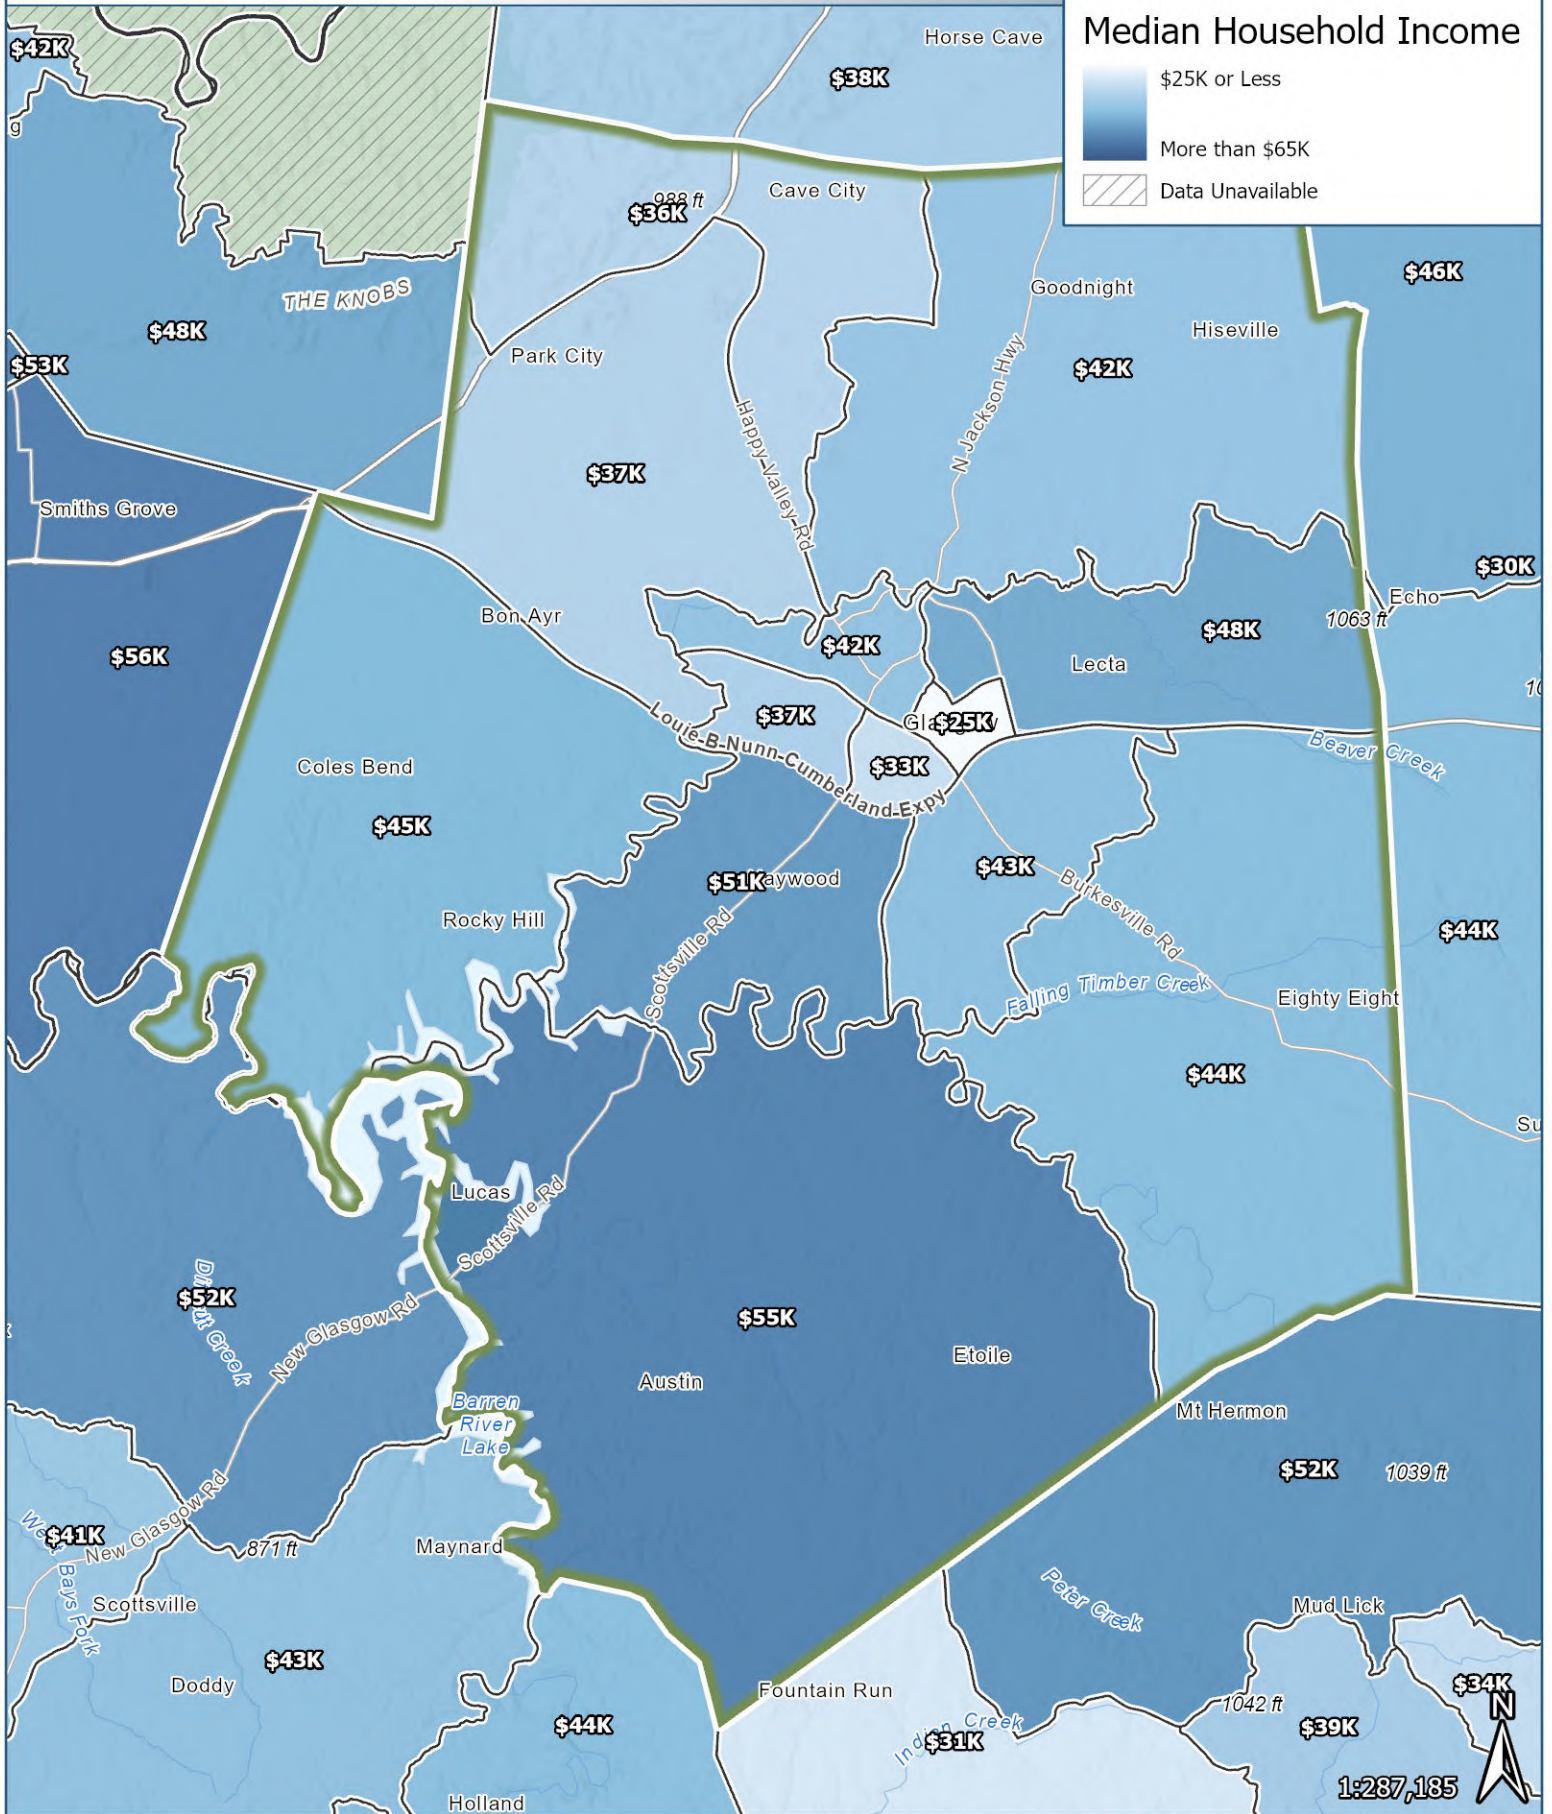 Median Household Income
$25K or Less
More than $65K
Data Unavailable
Horse Cave
$42K
$38K
g
Cave City
988 ft
$36K
$46K
Goodnight
THE KNOBS
Hiseville
$48K
Park City
$53K
$42K
N Jackson Hwy
Happy Valley Rd
$37K
Smiths Grove
$30K
Echo
Bon Ayr
1063 ft
$48K
$42K
$56K
Lecta
$37K
$25K
Louie-B-Nunn-Cumberland-Expy
Beaver Creek
Coles Bend
$33K
$45K
$43K
$51K
Burkesville Rd
Rocky Hill
Scottsville Rd
$44K
Falling Timber Creek
Eighty Eight
$44K
Su
Lucas
Scottsville Rd
$52K
New Glasgow Rd
$55K
Etoile
Austin
Barren
River
Lake
Mt Hermon
$52K
1039 ft
$41K
New Glasgow Rd
871 ft
Maynard
Bays Fork
Scottsville
Peter Creek
Mud Lick
$43K
Doddy
Fountain Run
$34K
1042 ft
N
$44K
Creek
$31K
$39K
1:287,185
Holland